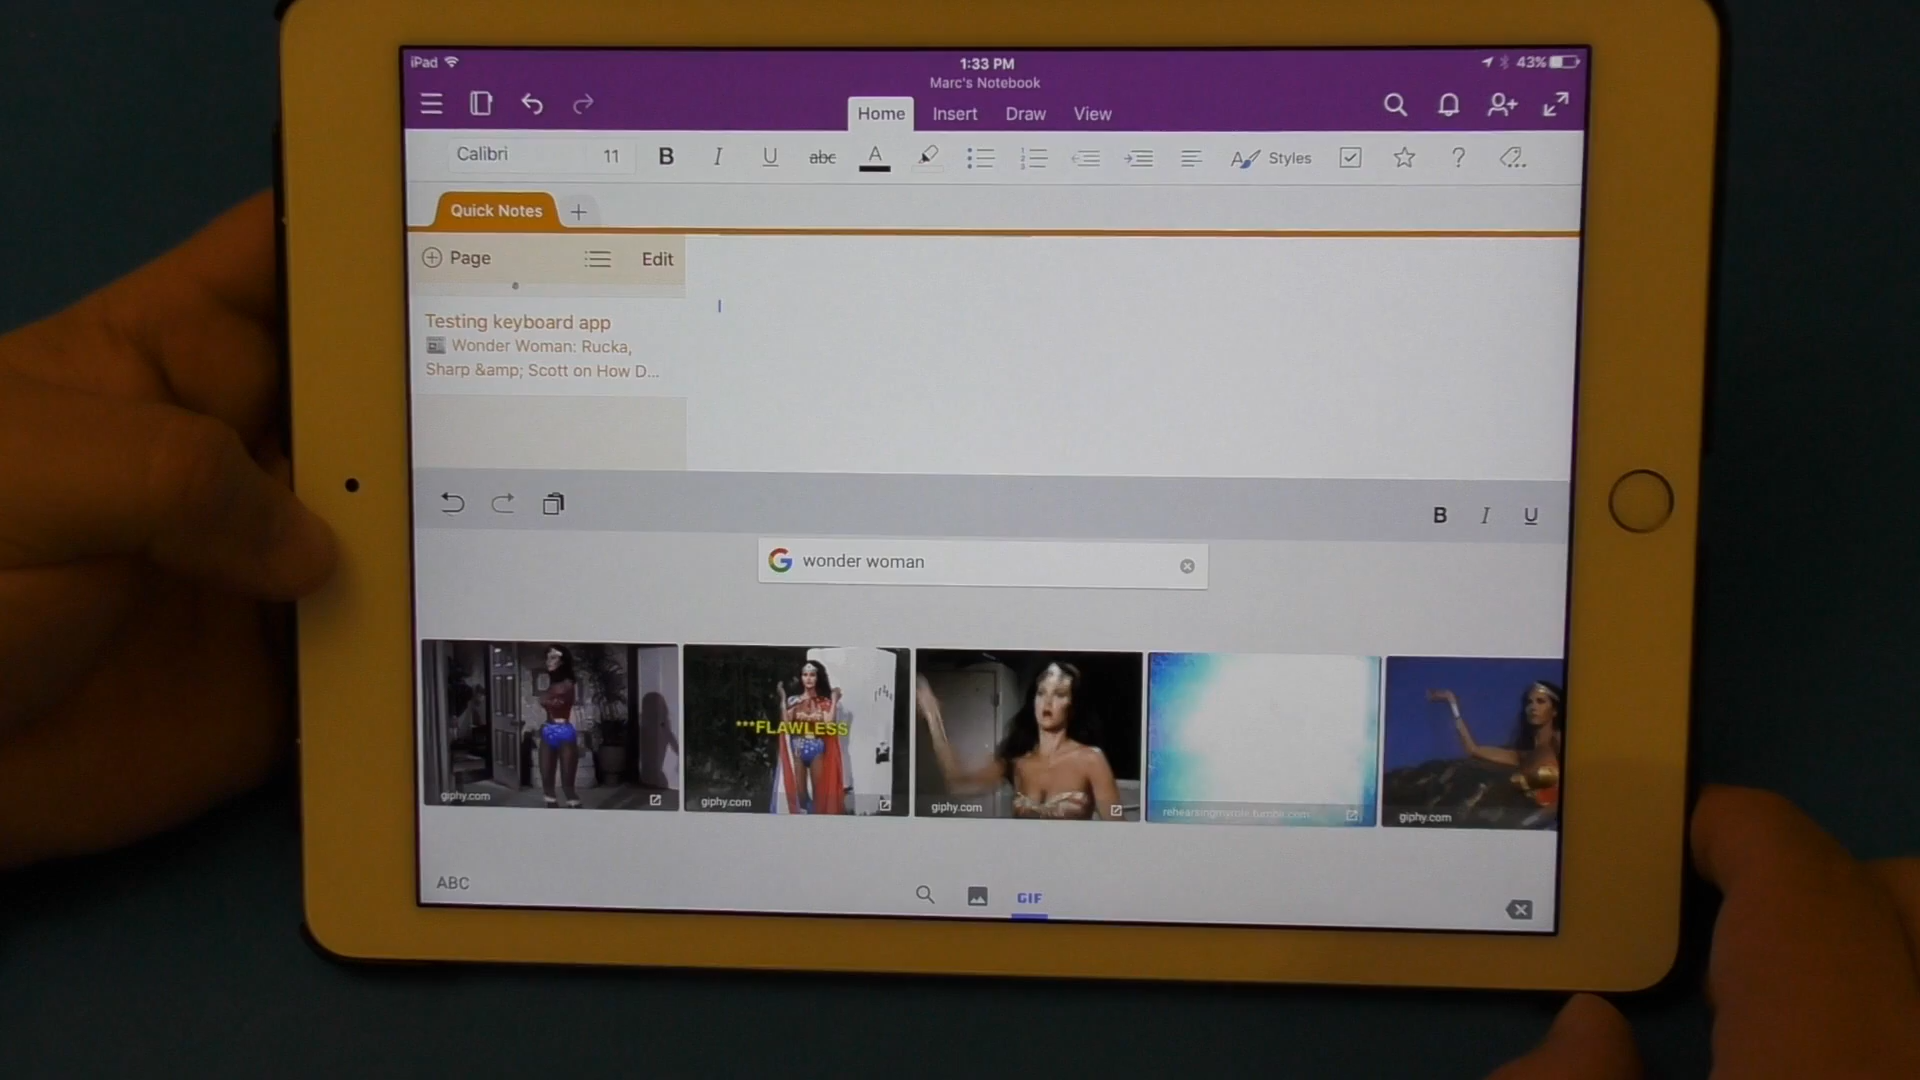 iPad
1:33 PM
43%
Marc's Notebook
Home Insert Draw View
Calibri 11 B I U abc A Styles ?
Quick Notes +
Page Edit
Testing keyboard app
Wonder Woman: Rucka,
Sharp &amp; Scott on How D...
B I U
G wonder woman
***FLAWLESS
giphy.com
giphy.com
giphy.com
giphy.com
ABC
GIF